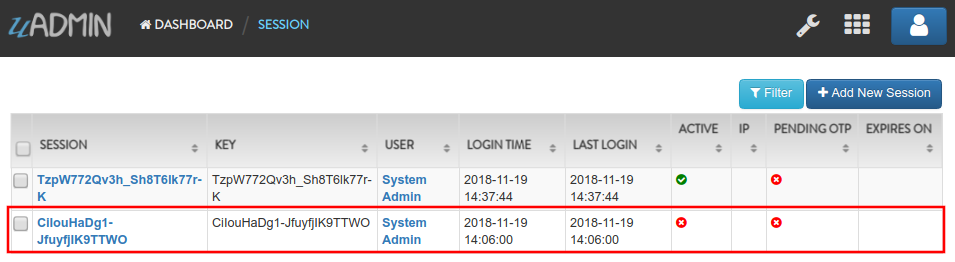 uADMIN DASHBOARD / SESSION
Filter + Add New Session
SESSION KEY USER LOGIN TIME LAST LOGIN ACTIVE IP PENDING OTP EXPIRES ON
TzpW772Qv3h_Sh8T6lk77r- TzpW772Qv3h_Sh8T6lk77r- System 2018-11-19 2018-11-19
K K Admin 14:37:44 14:37:44
CilouHaDg1- CilouHaDg1-JfuyfjIK9TTWO System 2018-11-19 2018-11-19
JfuyfjIK9TTWO Admin 14:06:00 14:06:00